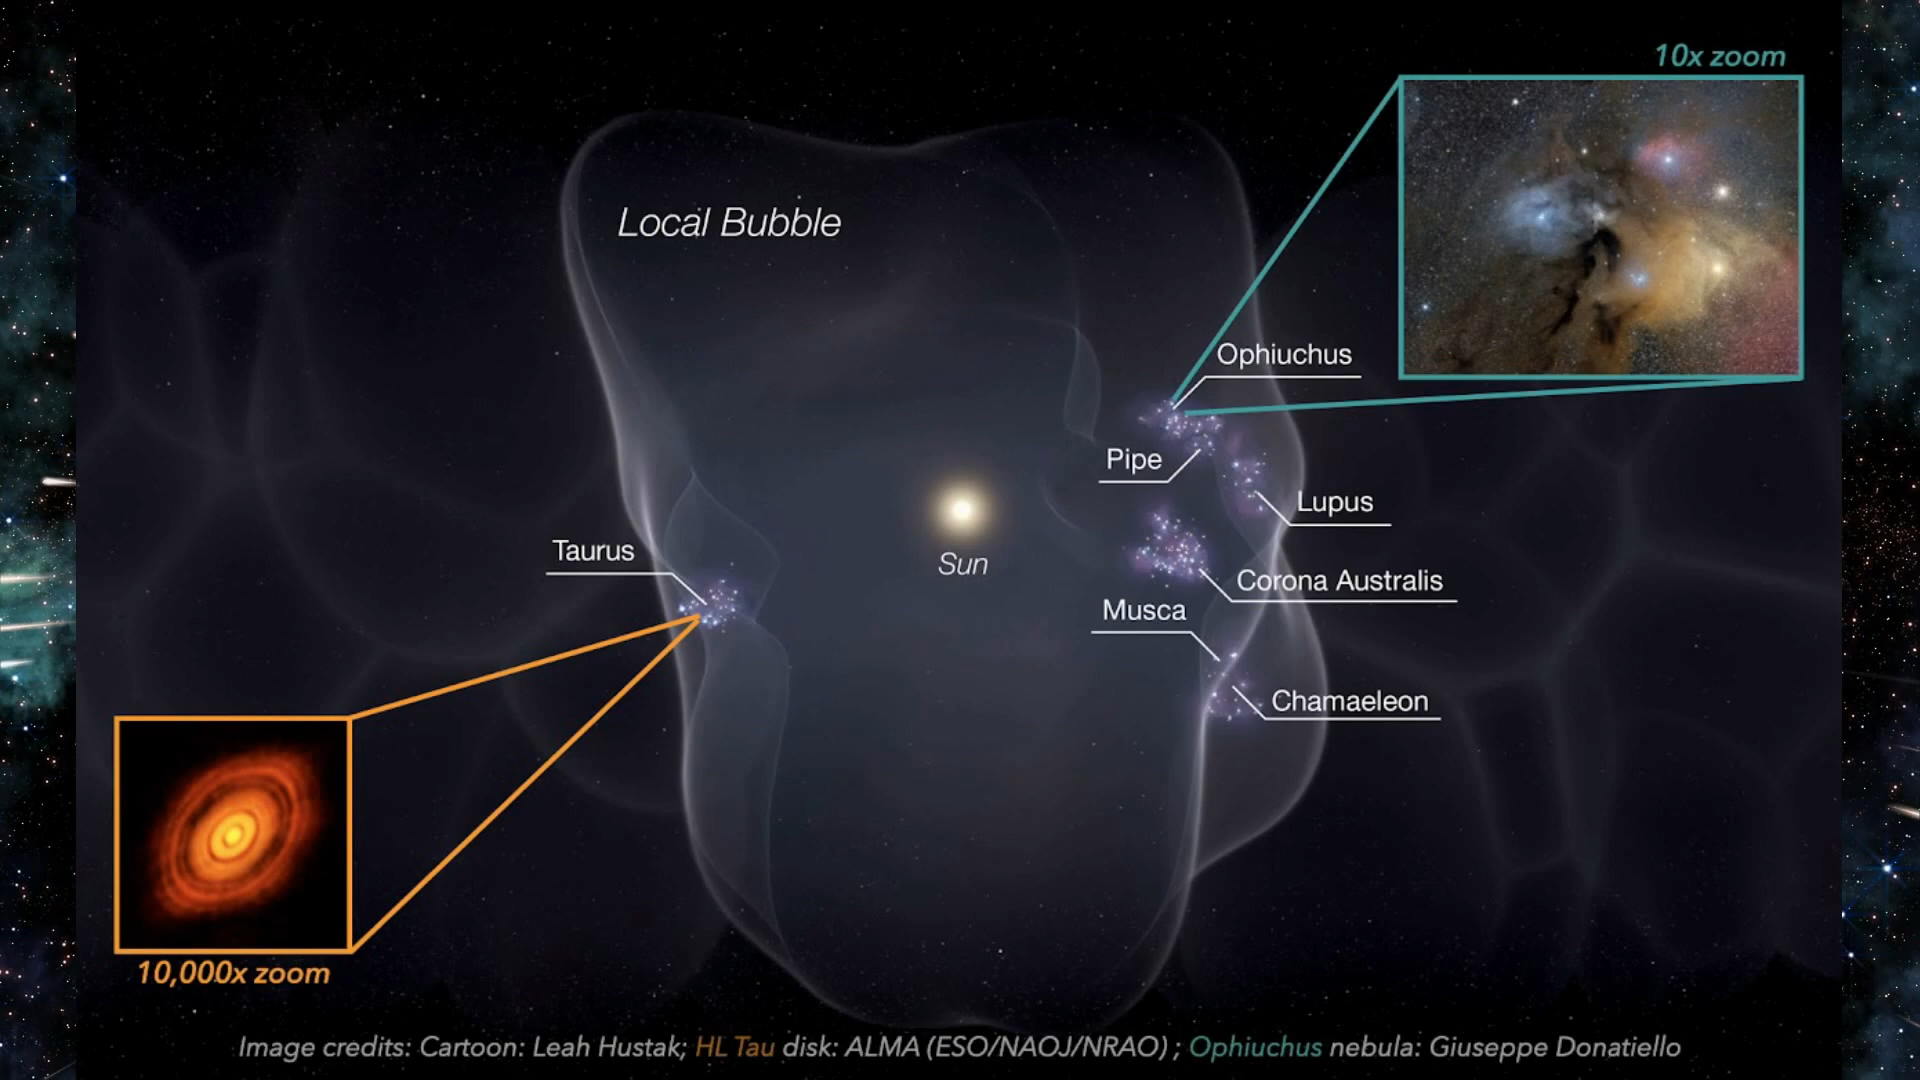 10x zoom
Local Bubble
Ophiuchus
Pipe
Lupus
Taurus
Sun
Corona Australis
Musca
Chamaeleon
10,000x zoom
Image credits: Cartoon: Leah Hustak; HL Tau disk: ALMA (ESO/NAOJ/NRAO) ; Ophiuchus nebula: Giuseppe Donatiello